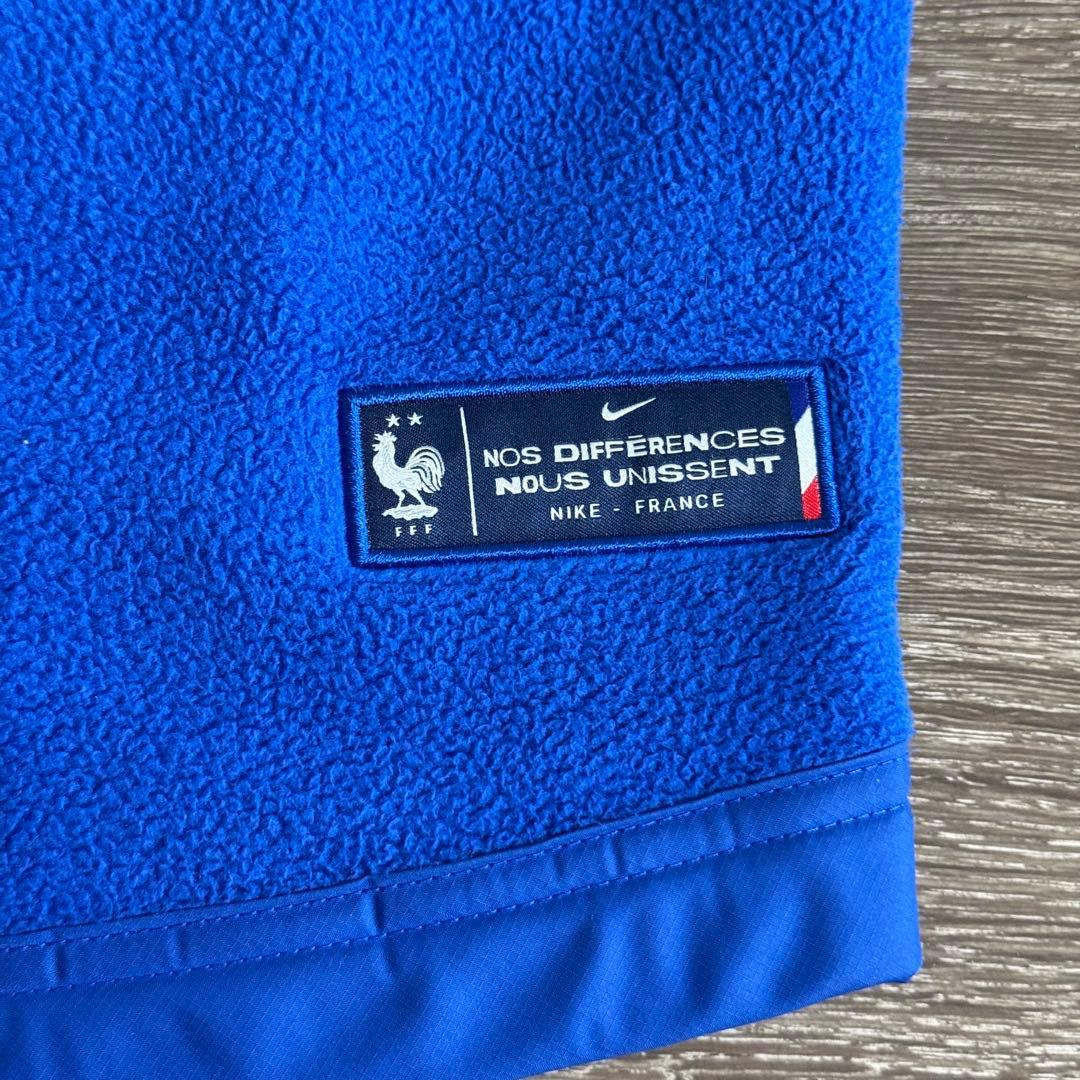 NOS DIFFÉRENCES
NOUS UNISSENT
NIKE - FRANCE
FFF